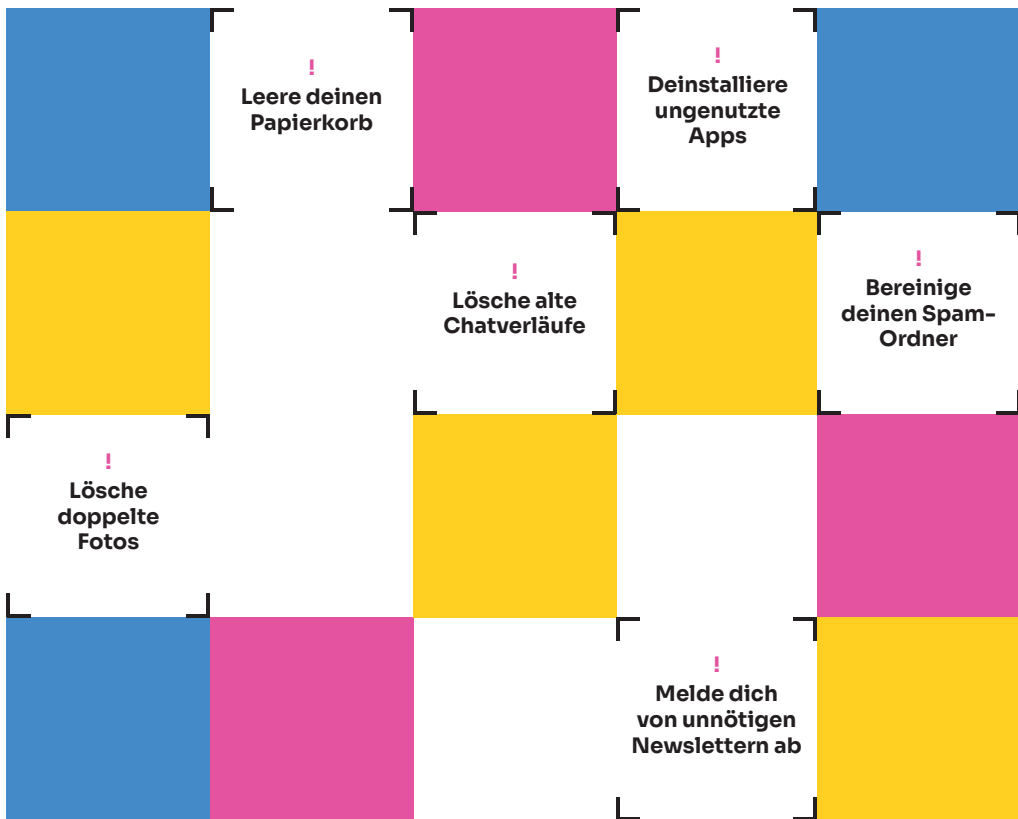 !
Leere deinen
Papierkorb
!
Deinstalliere
ungenutzte
Apps
!
Lösche alte
Chatverläufe
!
Bereinige
deinen Spam-
Ordner
!
Lösche
doppelte
Fotos
!
Melde dich
von unnötigen
Newslettern ab